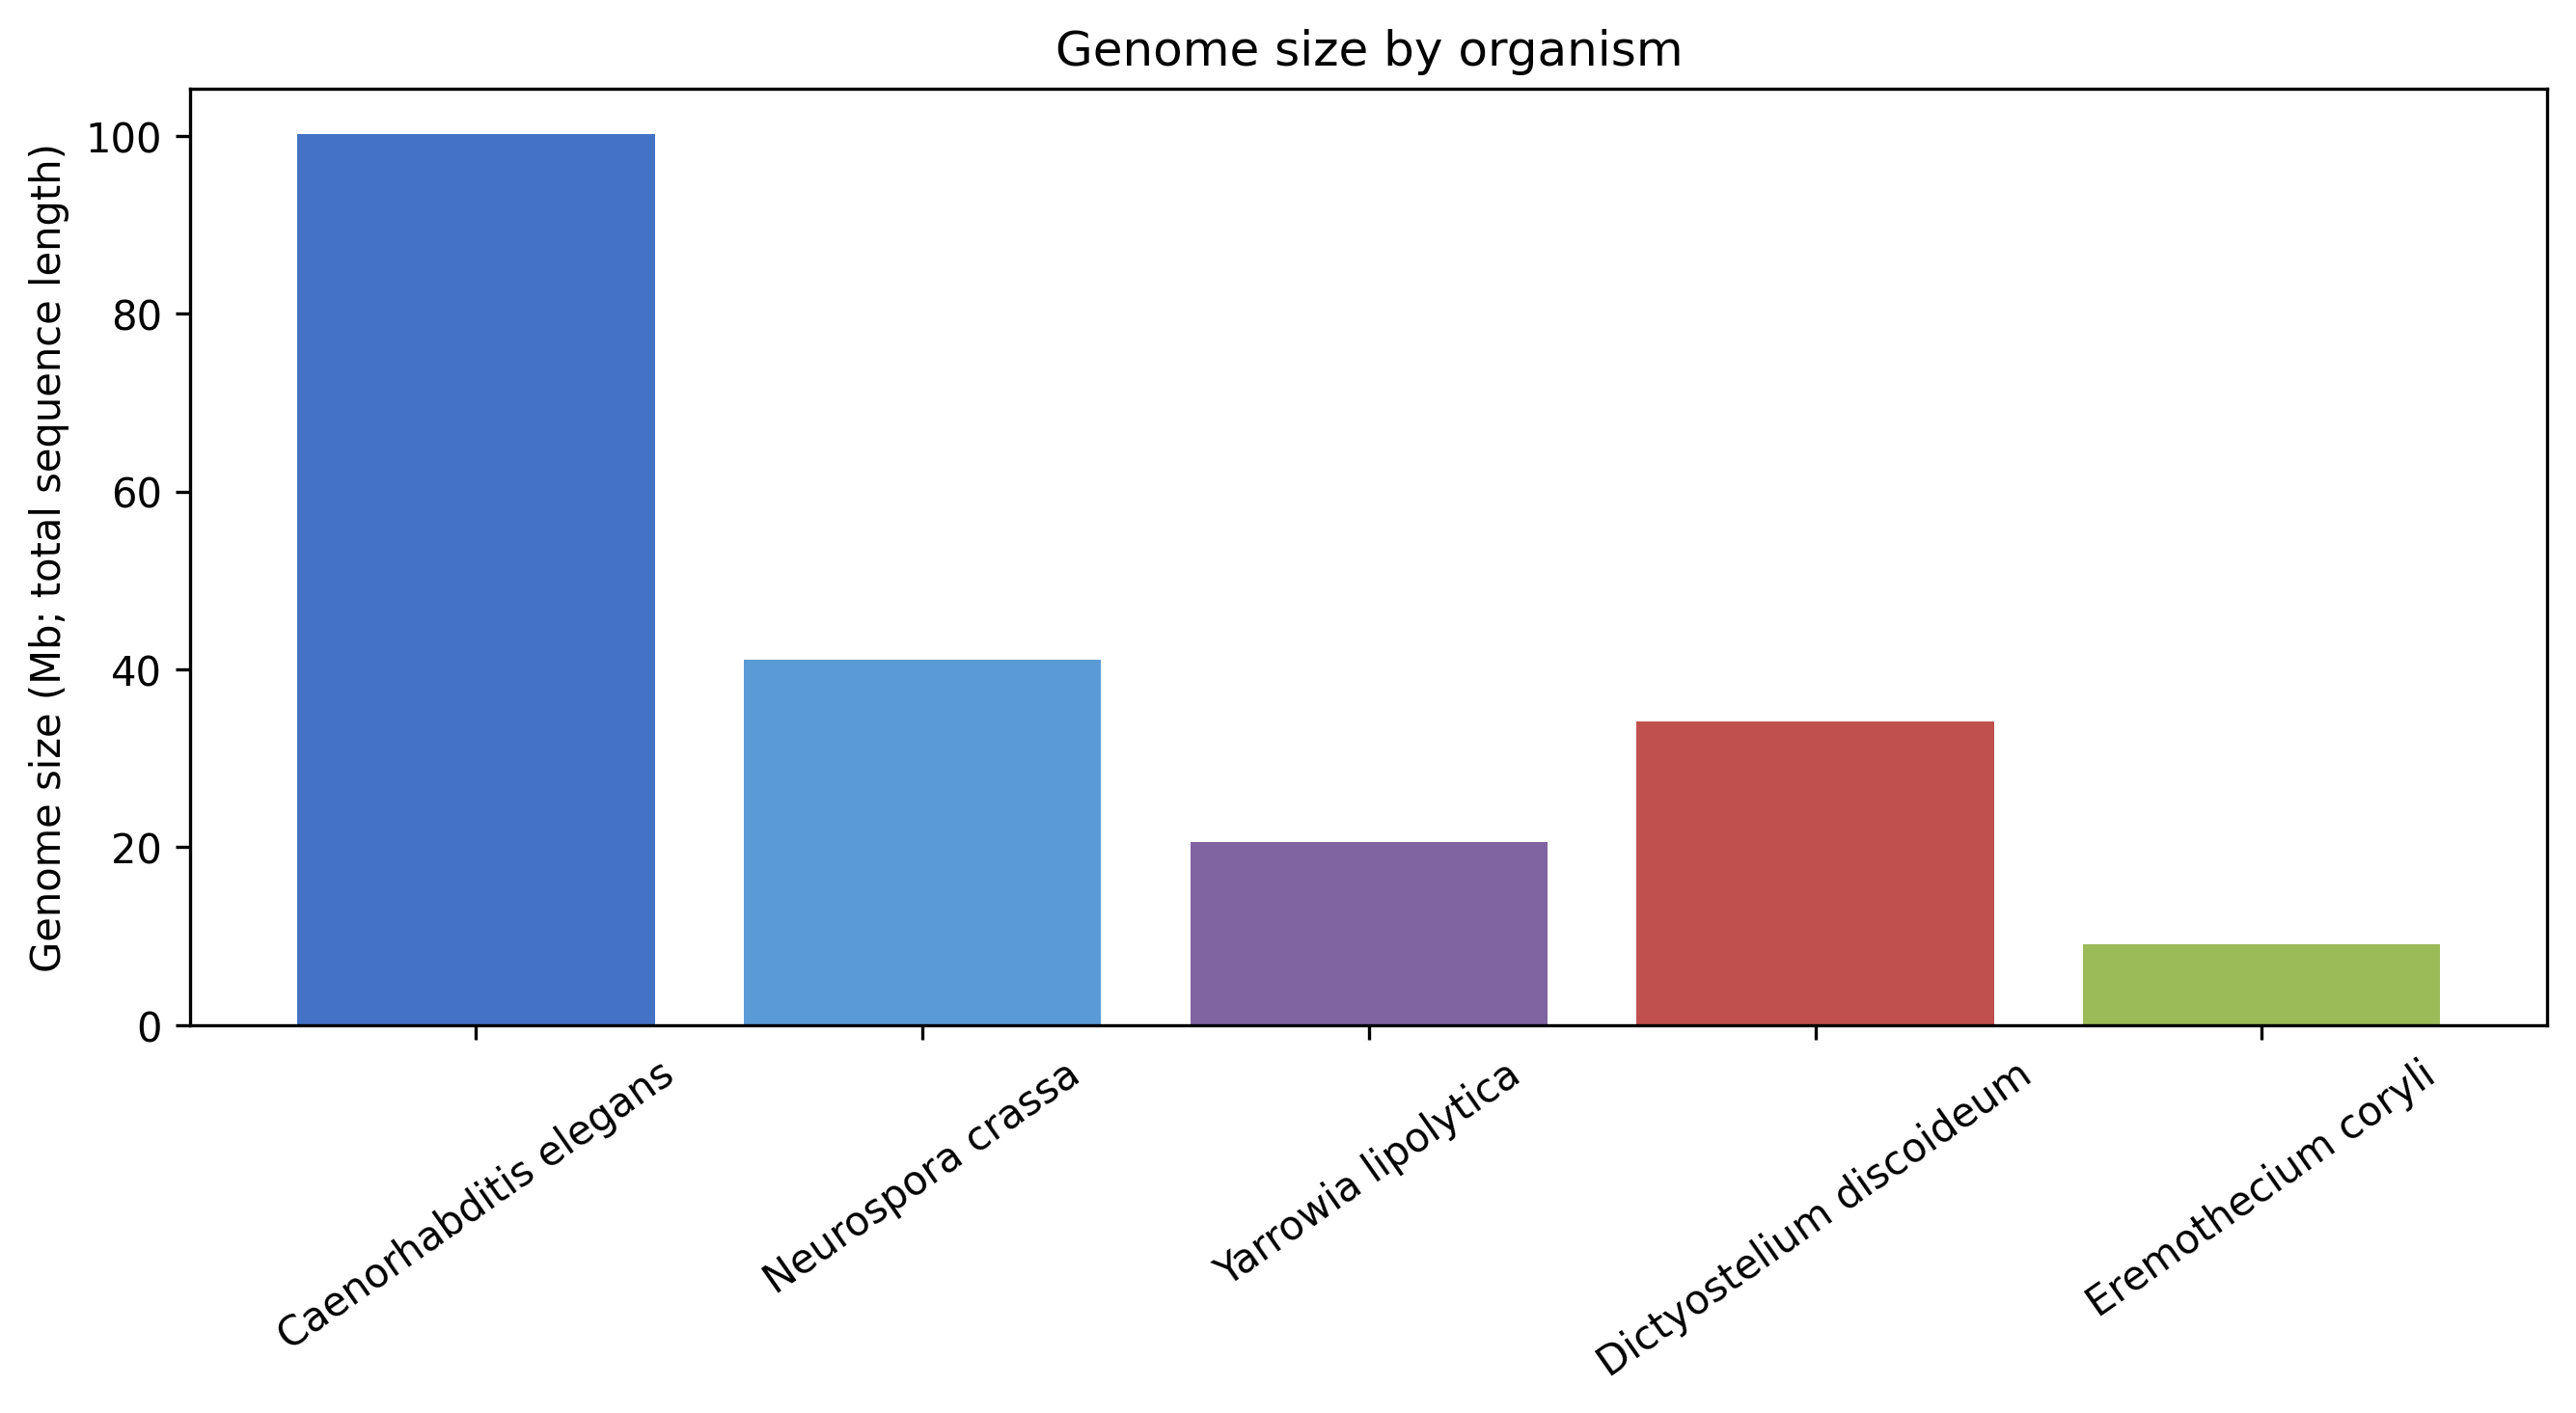 Genome size by organism
Genome size (Mb; total sequence length)
100
80
60
40
20
0
Caenorhabditis elegans
Neurospora crassa
Yarrowia lipolytica
Dictyostelium discoideum
Eremothecium coryli